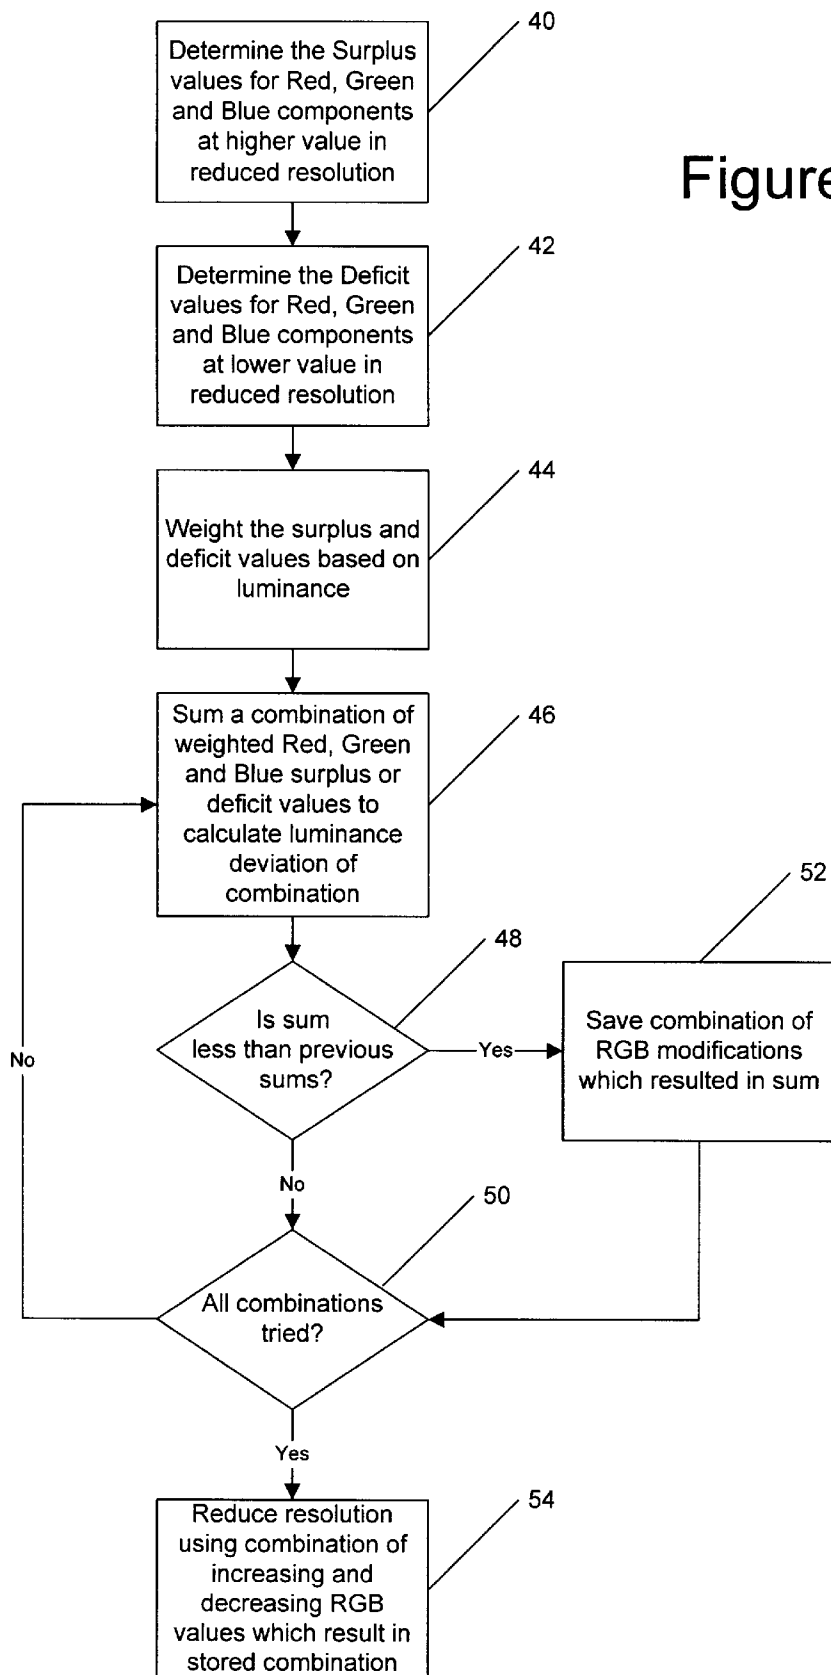 40
Determine the Surplus
values for Red, Green
and Blue components
at higher value in
reduced resolution
Figure
42
Determine the Deficit
values for Red, Green
and Blue components
at lower value in
reduced resolution
44
Weight the surplus and
deficit values based on
luminance
46
Sum a combination of
weighted Red, Green
and Blue surplus or
deficit values to
calculate luminance
deviation of
combination
52
48
Is sum
less than previous
sums?
Yes
Save combination of
RGB modifications
which resulted in sum
No
No
50
All combinations
tried?
Yes
54
Reduce resolution
using combination of
increasing and
decreasing RGB
values which result in
stored combination